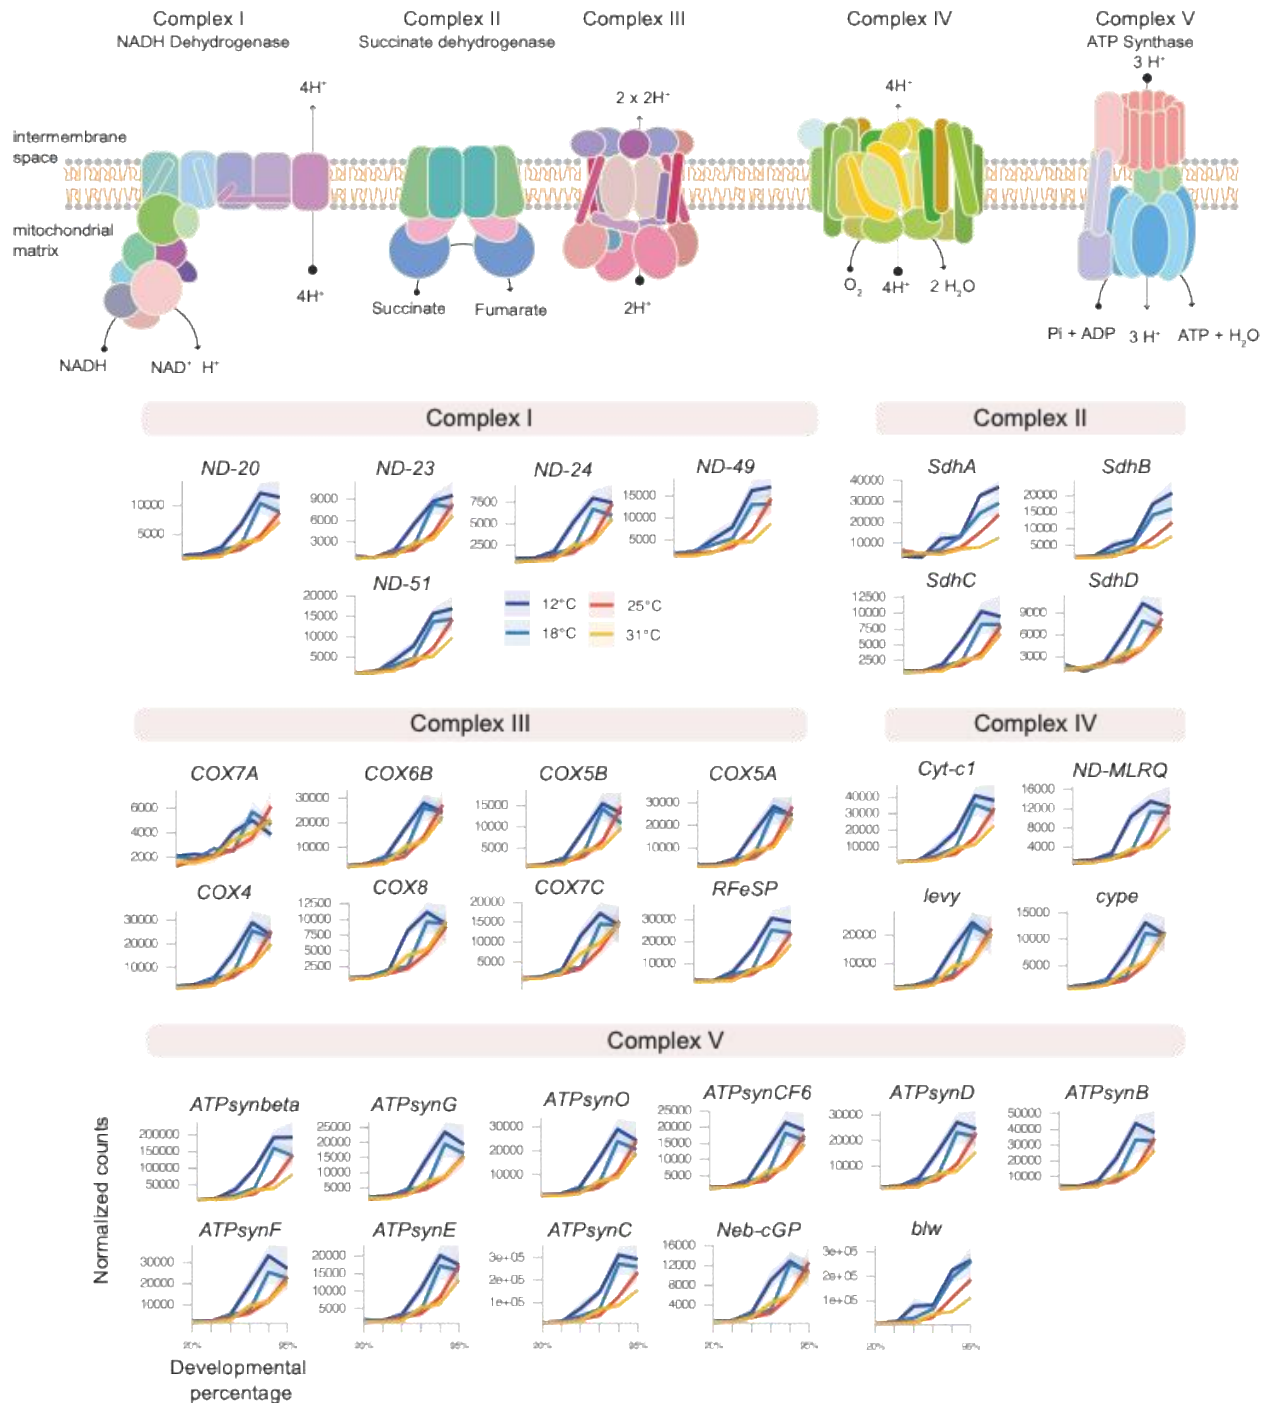 Complex I
NADH Dehydrogenase
Complex II
Succinate dehydrogenase
Complex III
Complex IV
Complex V
ATP Synthase
3 H⁺
4H⁺
2 x 2H⁺
4H⁺
intermembrane
space
mitochondrial
matrix
4H⁺
NADH
NAD⁺ H⁺
Succinate
Fumarate
2H⁺
O₂
4H⁺
2 H₂O
Pi + ADP
3 H⁺
ATP + H₂O
Complex I
Complex II
ND-20
10000
5000
ND-23
9000
6000
3000
ND-24
7500
5000
2500
ND-49
15000
10000
5000
SdhA
40000
30000
20000
10000
SdhB
20000
15000
10000
5000
ND-51
20000
15000
10000
5000
12°C
25°C
18°C
31°C
SdhC
12500
10000
7500
5000
2500
SdhD
9000
6000
3000
Complex III
Complex IV
COX7A
6000
4000
2000
COX6B
30000
20000
10000
COX5B
15000
10000
5000
COX5A
30000
20000
10000
Cyt-c1
40000
30000
20000
10000
ND-MLRQ
16000
12000
8000
4000
COX4
30000
20000
10000
COX8
12500
10000
7500
5000
2500
COX7C
20000
15000
10000
5000
RFeSP
30000
20000
10000
levy
20000
10000
cype
15000
10000
5000
Complex V
Normalized counts
ATPsynbeta
200000
150000
100000
50000
ATPsynG
25000
20000
15000
10000
5000
ATPsynO
30000
20000
10000
ATPsynCF6
25000
20000
15000
10000
5000
ATPsynD
30000
20000
10000
ATPsynB
50000
40000
30000
20000
10000
ATPsynF
30000
20000
10000
20%
95%
ATPsynE
20000
15000
10000
5000
20%
95%
ATPsynC
3e+05
2e+05
1e+05
20%
95%
Neb-cGP
16000
12000
8000
4000
20%
95%
blw
3e+05
2e+05
1e+05
20%
95%
Developmental
percentage